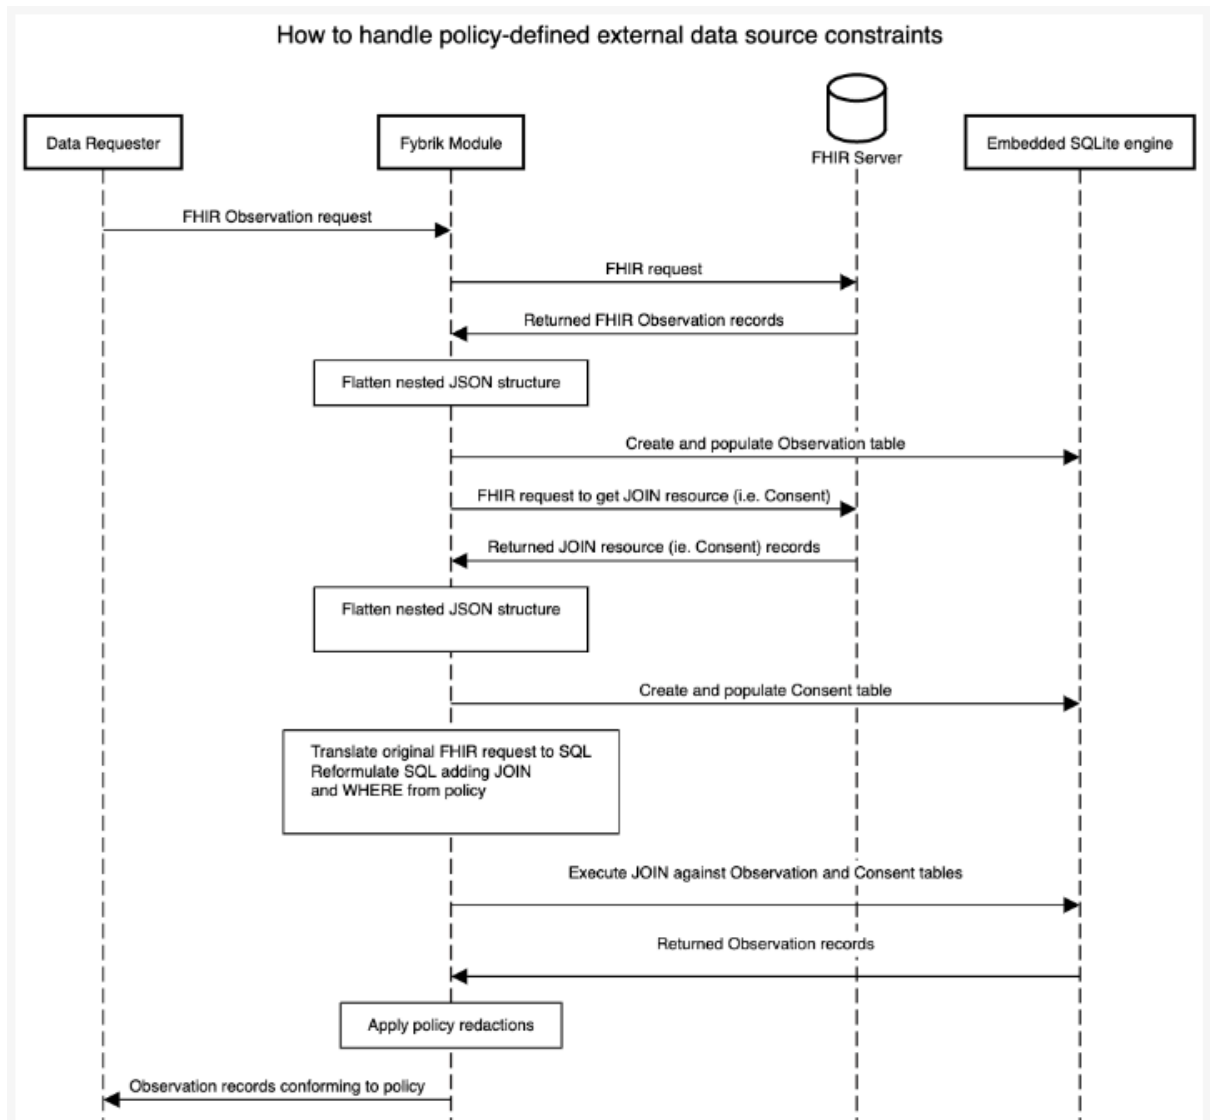 How to handle policy-defined external data source constraints
Data Requester
Fybrik Module
FHIR Server
Embedded SQLite engine
FHIR Observation request
FHIR request
Returned FHIR Observation records
Flatten nested JSON structure
Create and populate Observation table
FHIR request to get JOIN resource (i.e. Consent)
Returned JOIN resource (ie. Consent) records
Flatten nested JSON structure
Create and populate Consent table
Translate original FHIR request to SQL
Reformulate SQL adding JOIN
and WHERE from policy
Execute JOIN against Observation and Consent tables
Returned Observation records
Apply policy redactions
Observation records conforming to policy